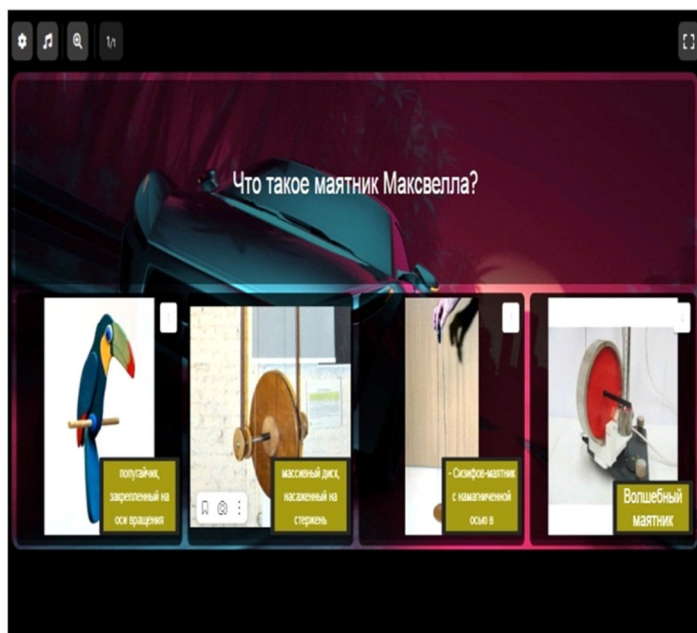 1/1
Что такое маятник Максвелла?
попугайчик,
закрепленный на
оси вращения
массивный диск,
насаженный на
стержень
- Сизифов-маятник
с намагниченной
осью в
Волшебный
маятник